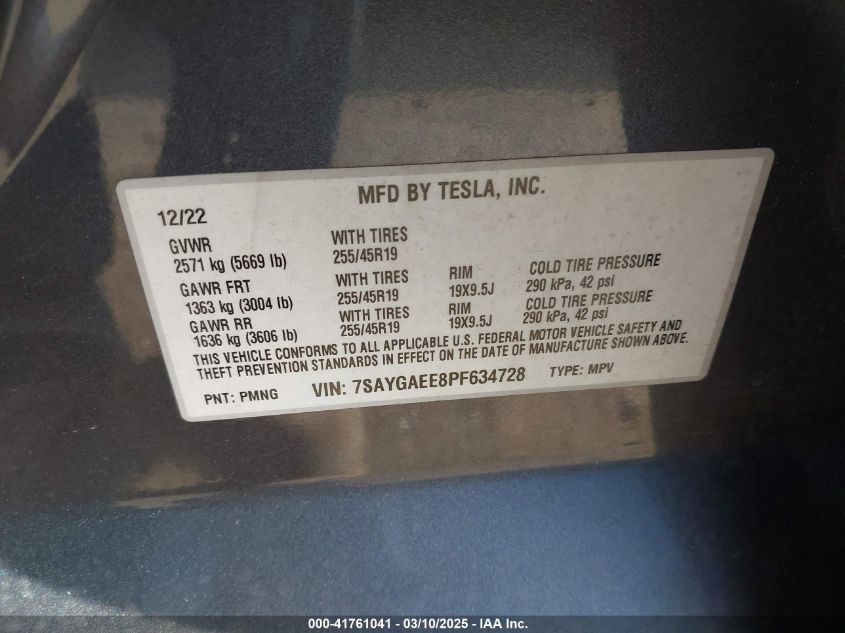 MFD BY TESLA, INC.
12/22
GVWR
2571 kg (5669 lb)
WITH TIRES
255/45R19
GAWR FRT
1363 kg (3004 lb)
WITH TIRES
255/45R19
RIM
19X9.5J
COLD TIRE PRESSURE
290 kPa, 42 psi
GAWR RR
1636 kg (3606 lb)
WITH TIRES
255/45R19
RIM
19X9.5J
COLD TIRE PRESSURE
290 kPa, 42 psi
THIS VEHICLE CONFORMS TO ALL APPLICABLE U.S. FEDERAL MOTOR VEHICLE SAFETY AND
THEFT PREVENTION STANDARDS IN EFFECT ON THE DATE OF MANUFACTURE SHOWN ABOVE.
PNT: PMNG VIN: 7SAYGAEE8PF634728 TYPE: MPV
000-41761041 - 03/10/2025 - IAA Inc.